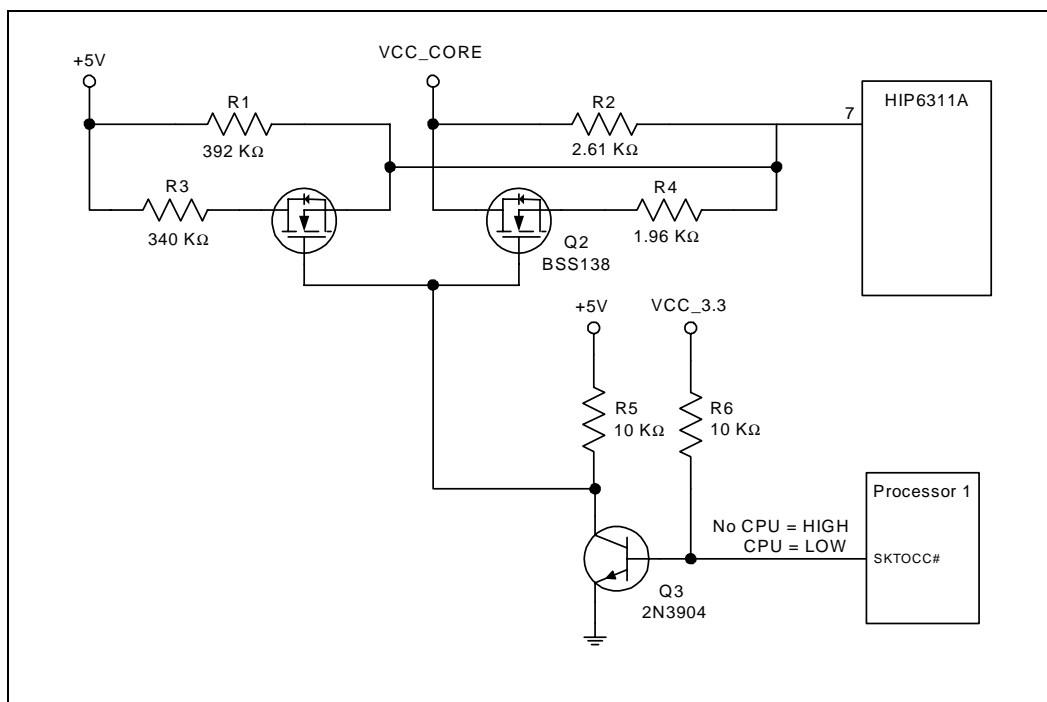 +5V
VCC_CORE
R1
392 KΩ
R2
2.61 KΩ
7
HIP6311A
R3
340 KΩ
R4
1.96 KΩ
Q2
BSS138
+5V
VCC_3.3
R5
10 KΩ
R6
10 KΩ
Processor 1
No CPU = HIGH
CPU = LOW
SKTOCC#
Q3
2N3904